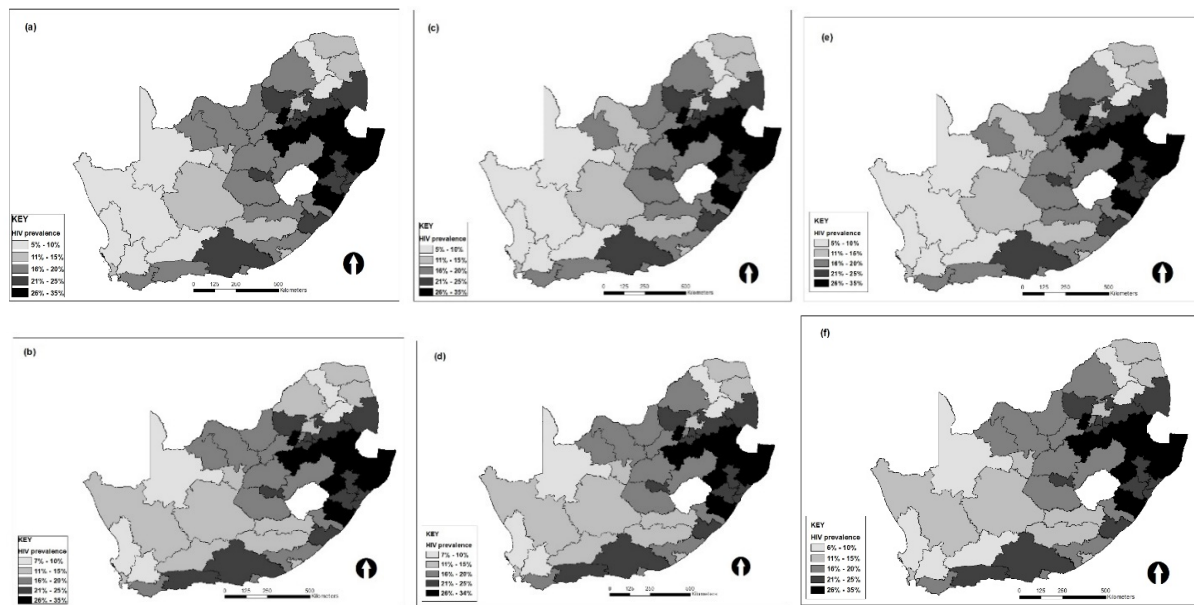 (a)
KEY
HIV prevalence
5% - 10%
11% - 15%
16% - 20%
21% - 25%
26% - 35%
0 125 250 500
Kilometers
(c)
KEY
HIV prevalence
5% - 10%
11% - 15%
16% - 20%
21% - 25%
26% - 35%
0 125 250 500
Kilometers
(e)
KEY
HIV prevalence
5% - 10%
11% - 15%
16% - 20%
21% - 25%
26% - 35%
0 125 250 500
Kilometers
(b)
KEY
HIV prevalence
7% - 10%
11% - 15%
16% - 20%
21% - 25%
26% - 35%
0 125 250 500
Kilometers
(d)
KEY
HIV prevalence
7% - 10%
11% - 15%
16% - 20%
21% - 25%
26% - 34%
0 125 250 500
Kilometers
(f)
KEY
HIV prevalence
6% - 10%
11% - 15%
16% - 20%
21% - 25%
26% - 35%
0 125 250 500
Kilometers